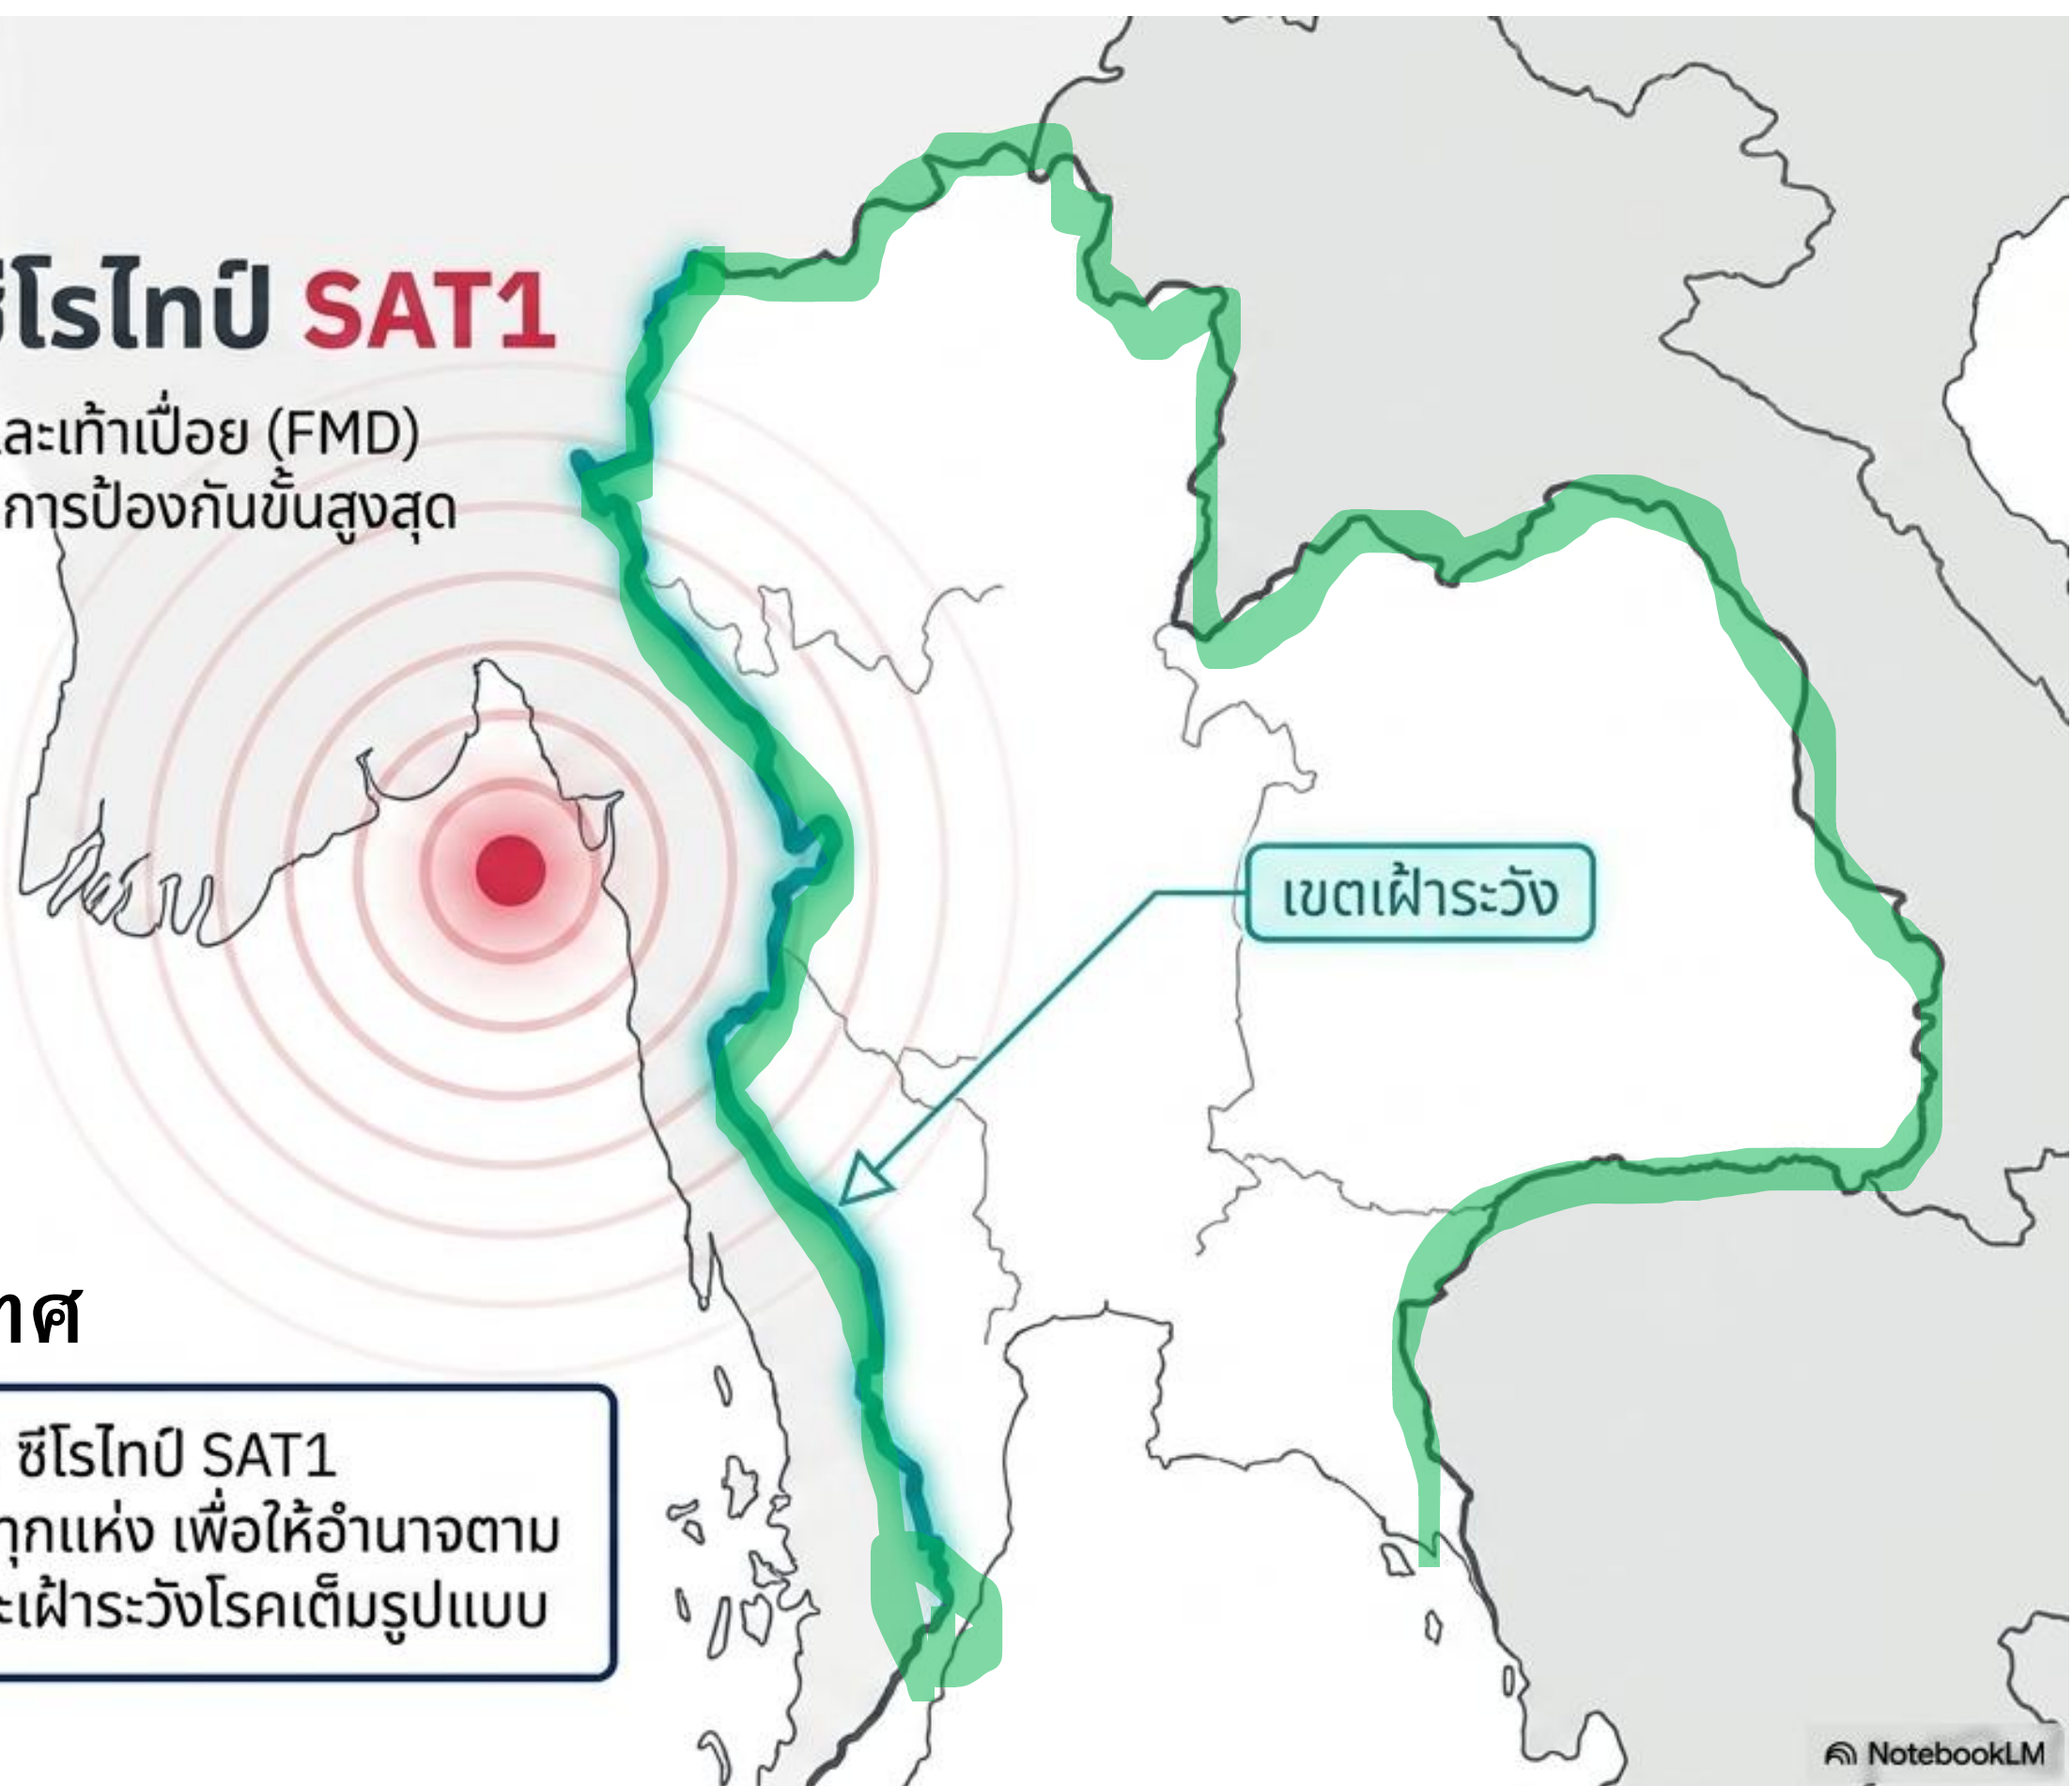 ซีโรไทป์ SAT1
ละเท้าเปื่อย (FMD)
การป้องกันขั้นสูงสุด
เขตเฝ้าระวัง
ทศ
ซีโรไทป์ SAT1
ทุกแห่ง เพื่อให้อำนาจตาม
ะเฝ้าระวังโรคเต็มรูปแบบ
NotebookLM